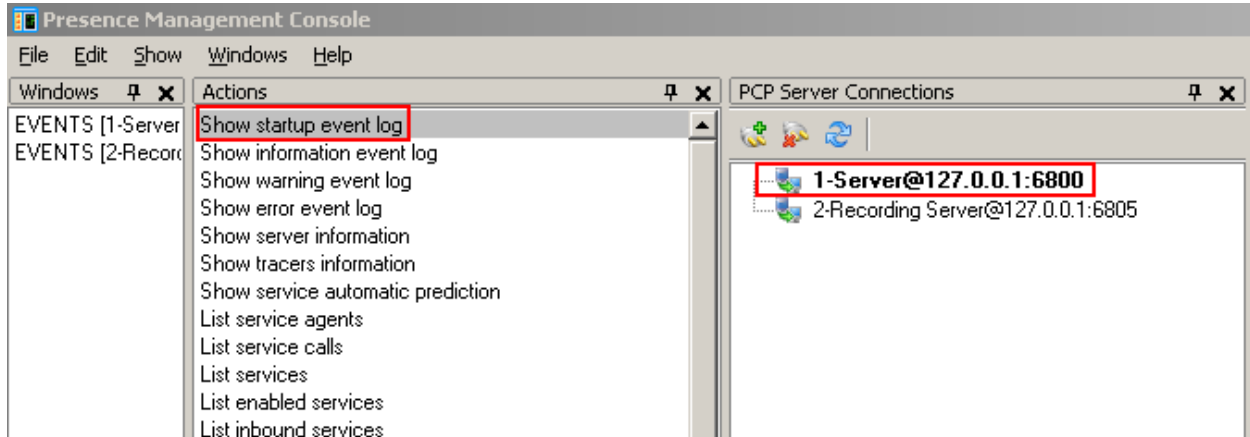 Presence Management Console
File Edit Show Windows Help
Windows
EVENTS [1-Server
EVENTS [2-Record
Actions
Show startup event log
Show information event log
Show warning event log
Show error event log
Show server information
Show tracers information
Show service automatic prediction
List service agents
List service calls
List services
List enabled services
List inbound services
PCP Server Connections
1-Server@127.0.0.1:6800
2-Recording Server@127.0.0.1:6805